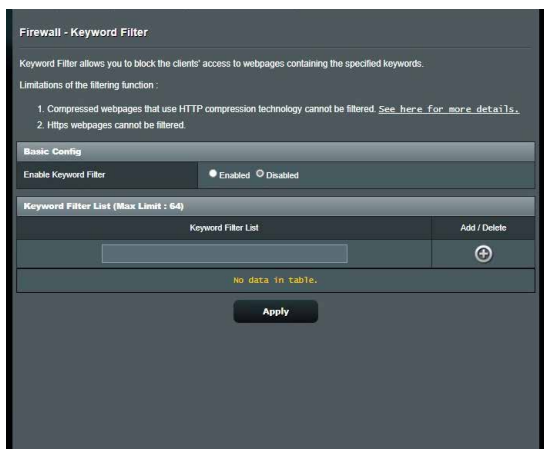 Firewall - Keyword Filter
Keyword Filter allows you to block the clients' access to webpages containing the specified keywords.
Limitations of the filtering function :
1. Compressed webpages that use HTTP compression technology cannot be filtered. See here for more details.
2. Https webpages cannot be filtered.
Basic Config
Enable Keyword Filter Enabled Disabled
Keyword Filter List (Max Limit : 64)
Keyword Filter List Add / Delete
No data in table.
Apply